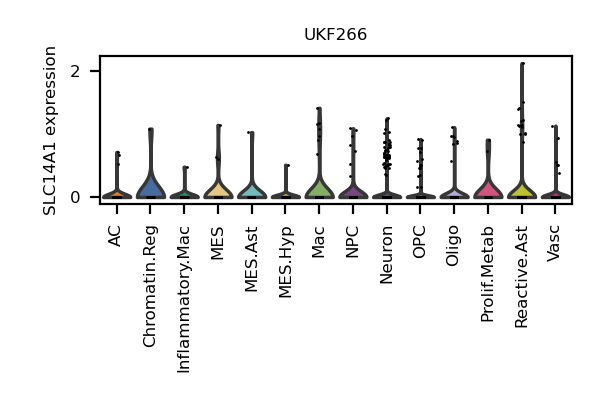 UKF266
SLC14A1 expression
2
0
AC
Chromatin.Reg
Inflammatory.Mac
MES
MES.Ast
MES.Hyp
Mac
NPC
Neuron
OPC
Oligo
Prolif.Metab
Reactive.Ast
Vasc